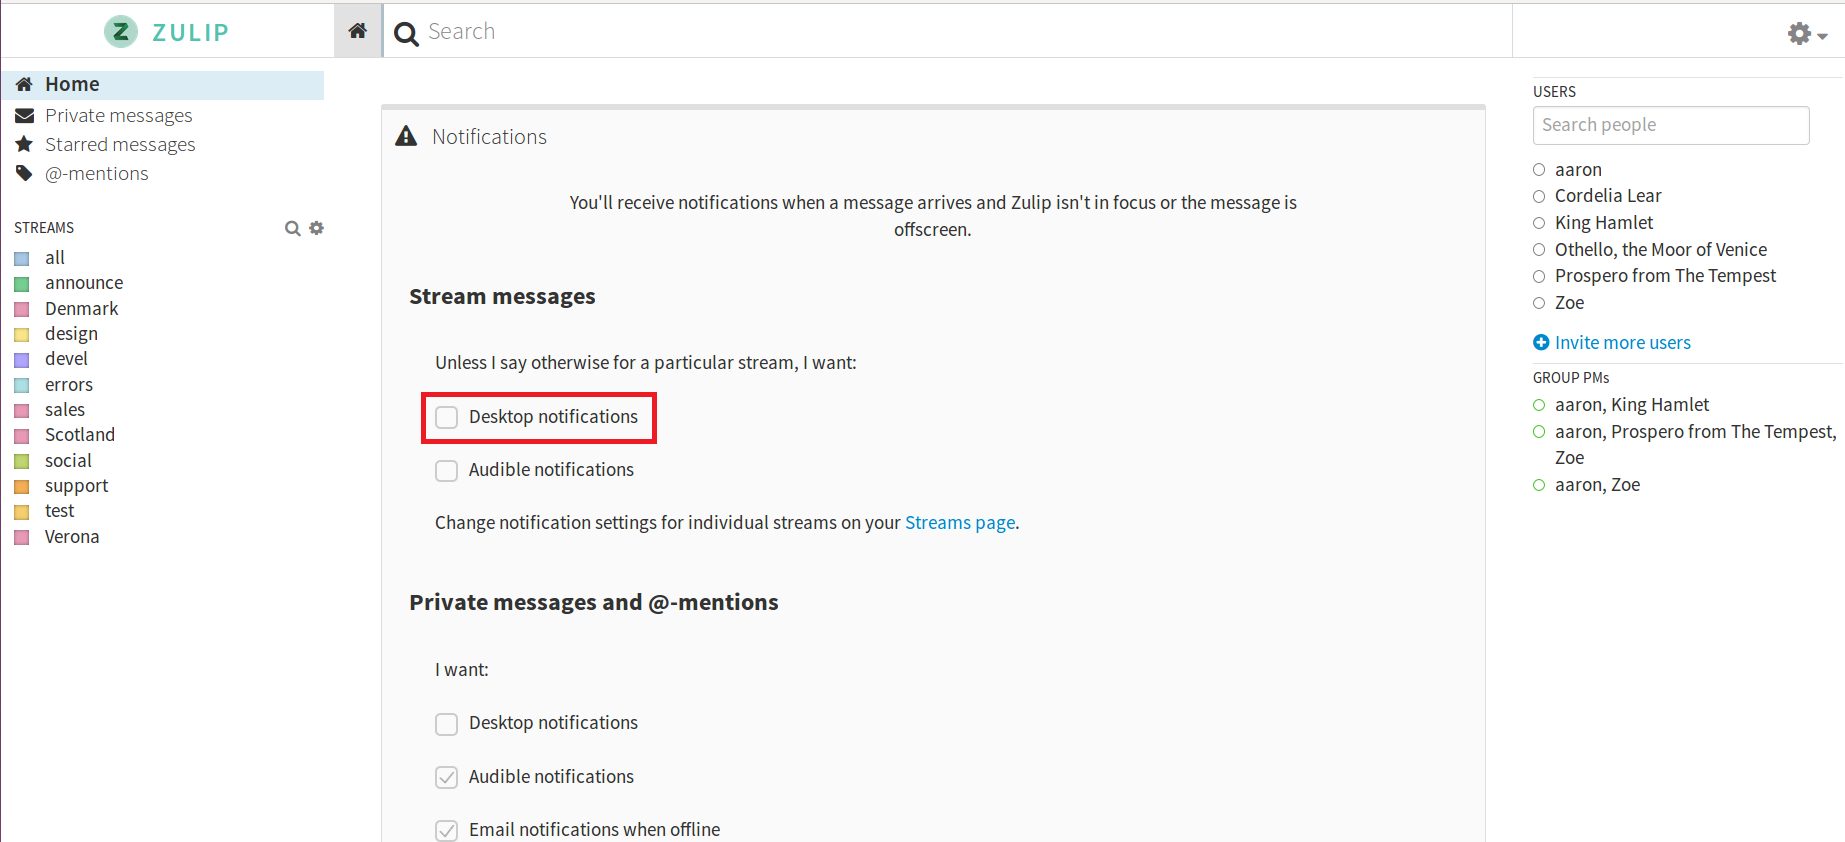 ZULIP
Search
Home
Private messages
Starred messages
@-mentions
STREAMS
all
announce
Denmark
design
devel
errors
sales
Scotland
social
support
test
Verona
Notifications
You'll receive notifications when a message arrives and Zulip isn't in focus or the message is
offscreen.
Stream messages
Unless I say otherwise for a particular stream, I want:
Desktop notifications
Audible notifications
Change notification settings for individual streams on your Streams page.
Private messages and @-mentions
I want:
Desktop notifications
Audible notifications
Email notifications when offline
USERS
Search people
aaron
Cordelia Lear
King Hamlet
Othello, the Moor of Venice
Prospero from The Tempest
Zoe
Invite more users
GROUP PMs
aaron, King Hamlet
aaron, Prospero from The Tempest,
Zoe
aaron, Zoe